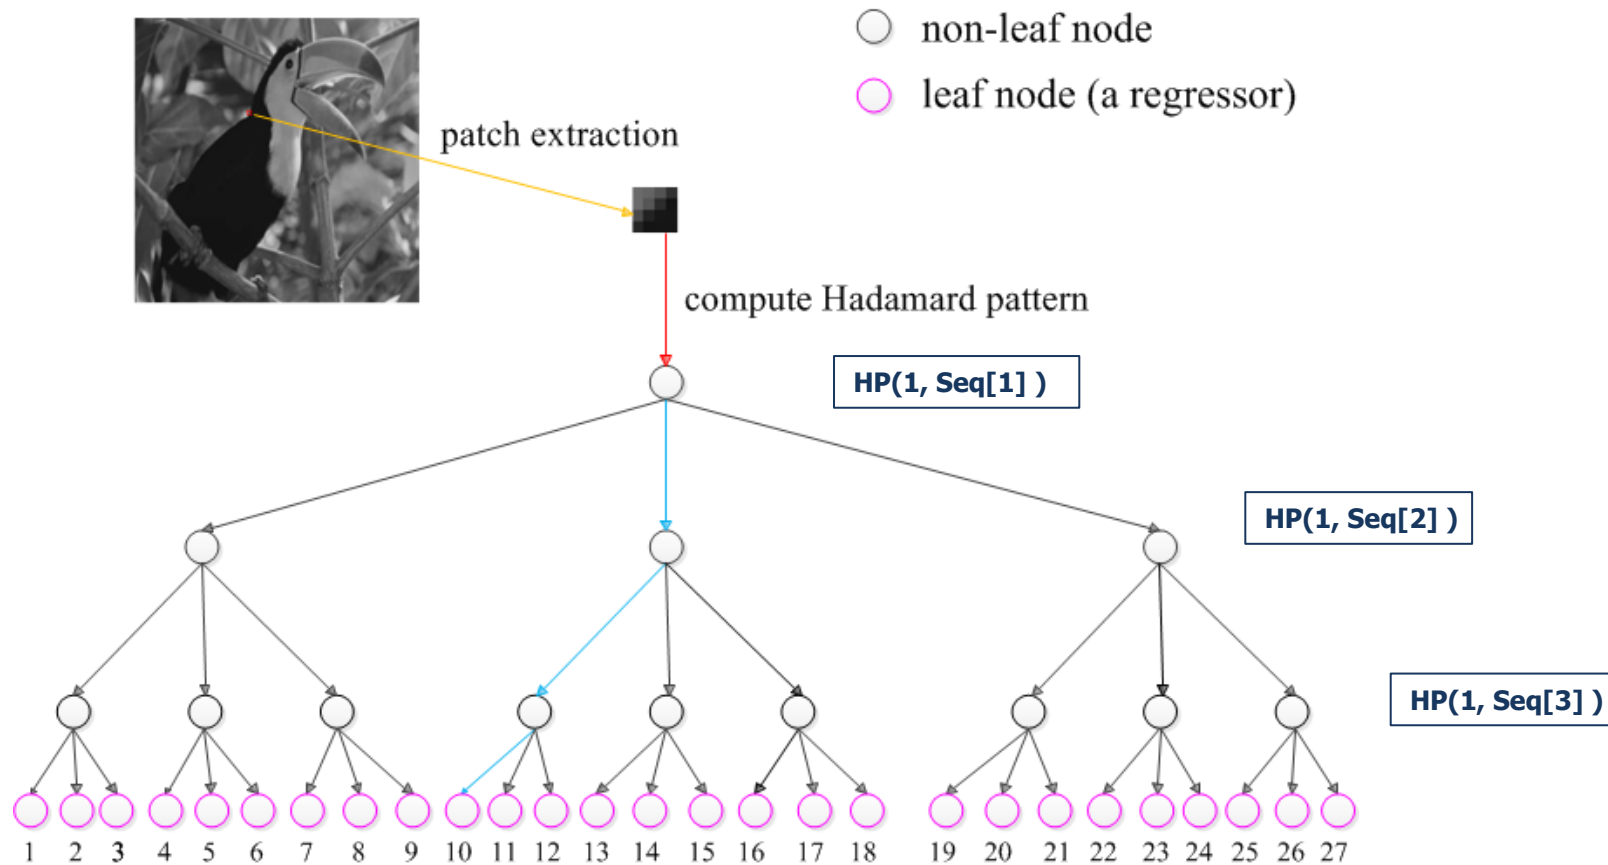 non-leaf node
leaf node (a regressor)
patch extraction
compute Hadamard pattern
HP(1, Seq[1] )
HP(1, Seq[2] )
HP(1, Seq[3] )
1 2 3 4 5 6 7 8 9 10 11 12 13 14 15 16 17 18 19 20 21 22 23 24 25 26 27